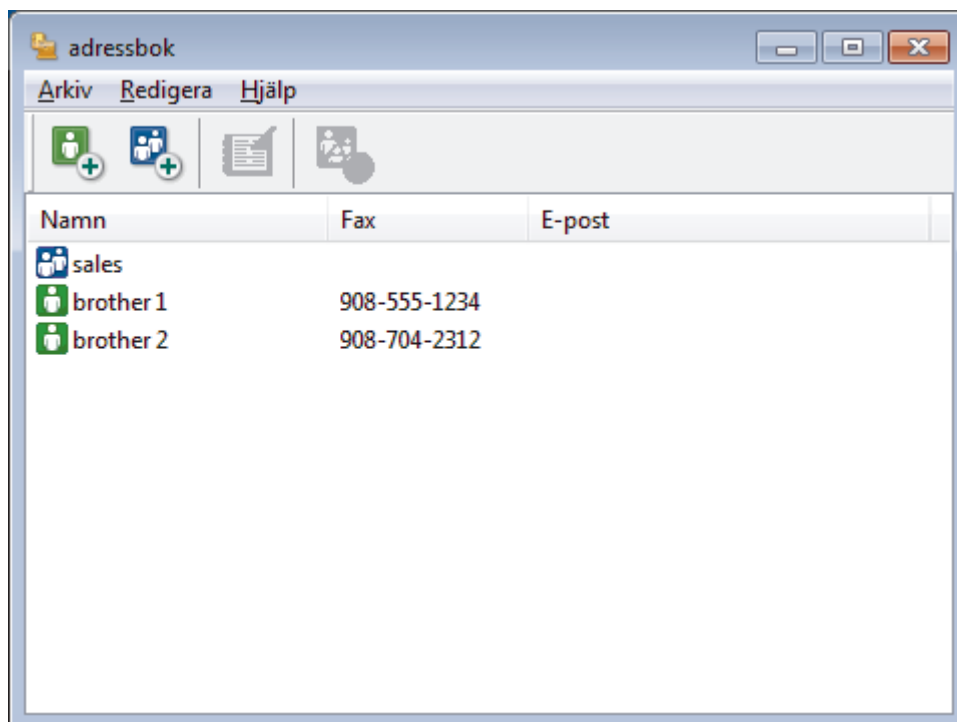 adressbok
Arkiv Redigera Hjälp
Namn Fax E-post
sales
brother 1 908-555-1234
brother 2 908-704-2312